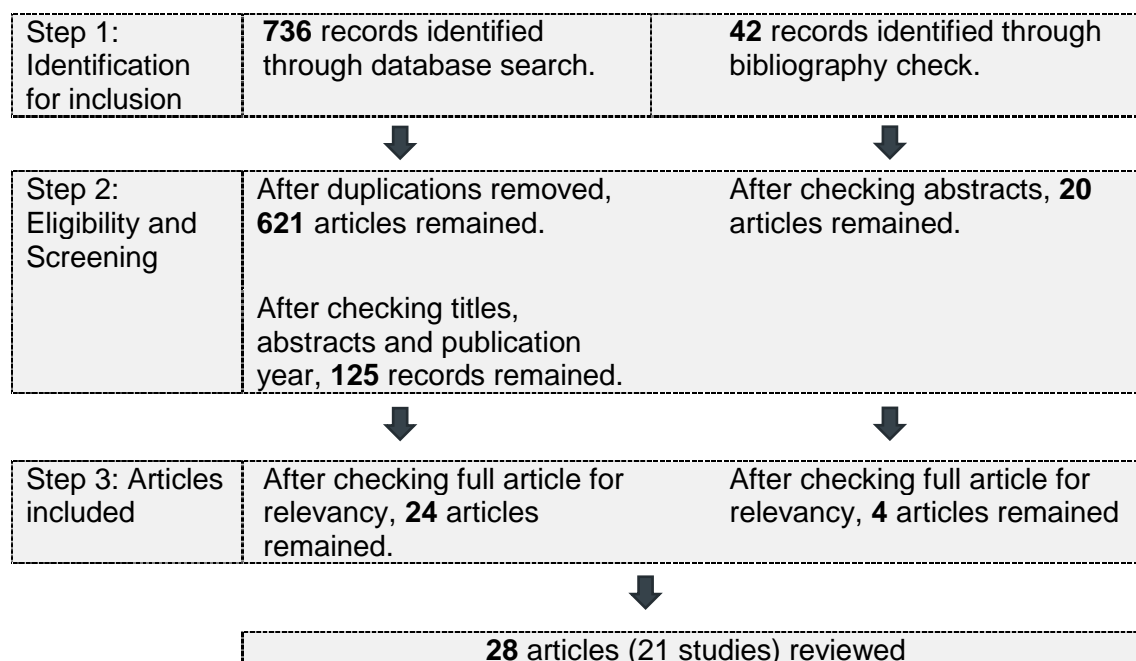 Step 1:
Identification
for inclusion
736 records identified
through database search.
42 records identified through
bibliography check.
Step 2:
Eligibility and
Screening
After duplications removed,
621 articles remained.
After checking titles,
abstracts and publication
year, 125 records remained.
After checking abstracts, 20
articles remained.
Step 3: Articles
included
After checking full article for
relevancy, 24 articles
remained.
After checking full article for
relevancy, 4 articles remained
28 articles (21 studies) reviewed